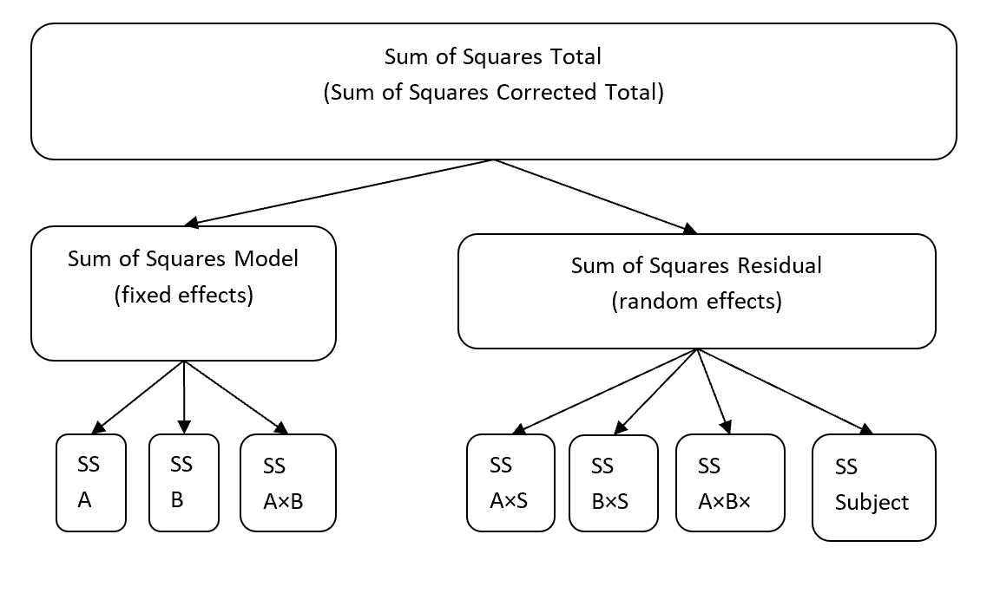 Sum of Squares Total
(Sum of Squares Corrected Total)
Sum of Squares Model
(fixed effects)
Sum of Squares Residual
(random effects)
SS
A
SS
B
SS
A×B
SS
A×S
SS
B×S
SS
A×B×
SS
Subject